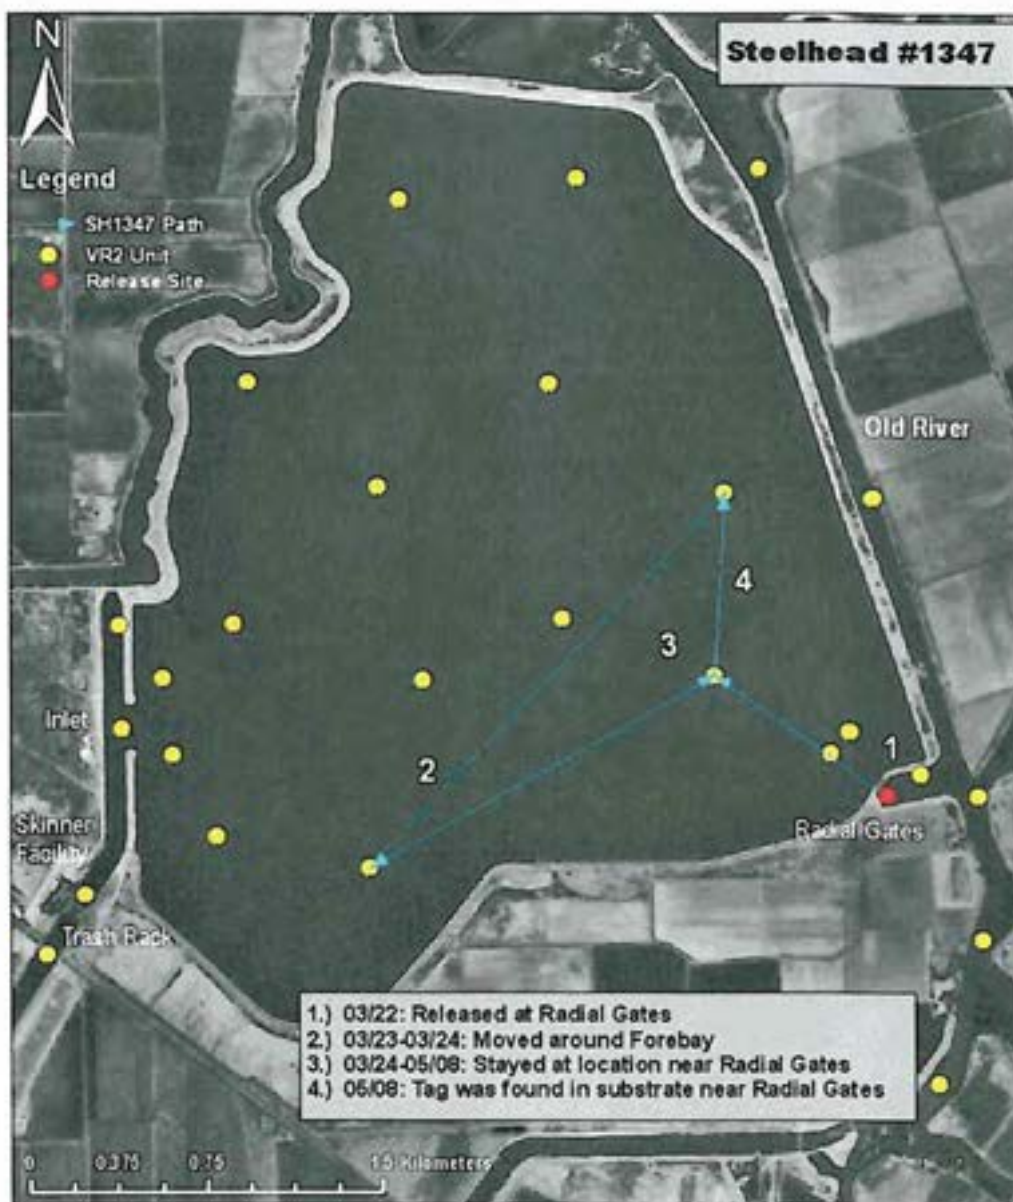 Steelhead #1347
N
Legend
SH1347 Path
VR2 Unit
Release Site
Old River
4
3
2
1
Inlet
Skinner
Facility
Radial Gates
Trash Rack
1.) 03/22: Released at Radial Gates
2.) 03/23-03/24: Moved around Forebay
3.) 03/24-05/08: Stayed at location near Radial Gates
4.) 05/08: Tag was found in substrate near Radial Gates
0 0.375 0.75 1.5 Kilometers